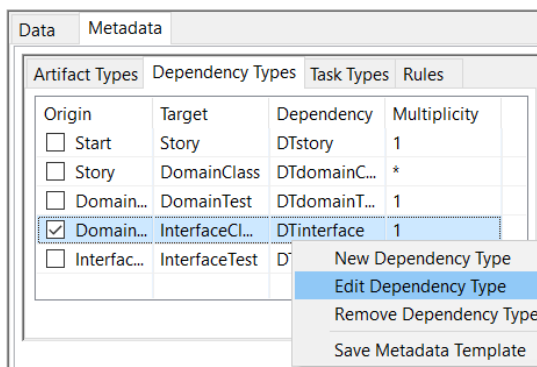 Data Metadata
Artifact Types Dependency Types Task Types Rules
Origin Target Dependency Multiplicity
Start Story DTstory 1
Story DomainClass DTdomainC... *
Domain... DomainTest DTdomainT... 1
Domain... InterfaceCl... DTinterface 1
Interfac... InterfaceTest
New Dependency Type
Edit Dependency Type
Remove Dependency Type
Save Metadata Template